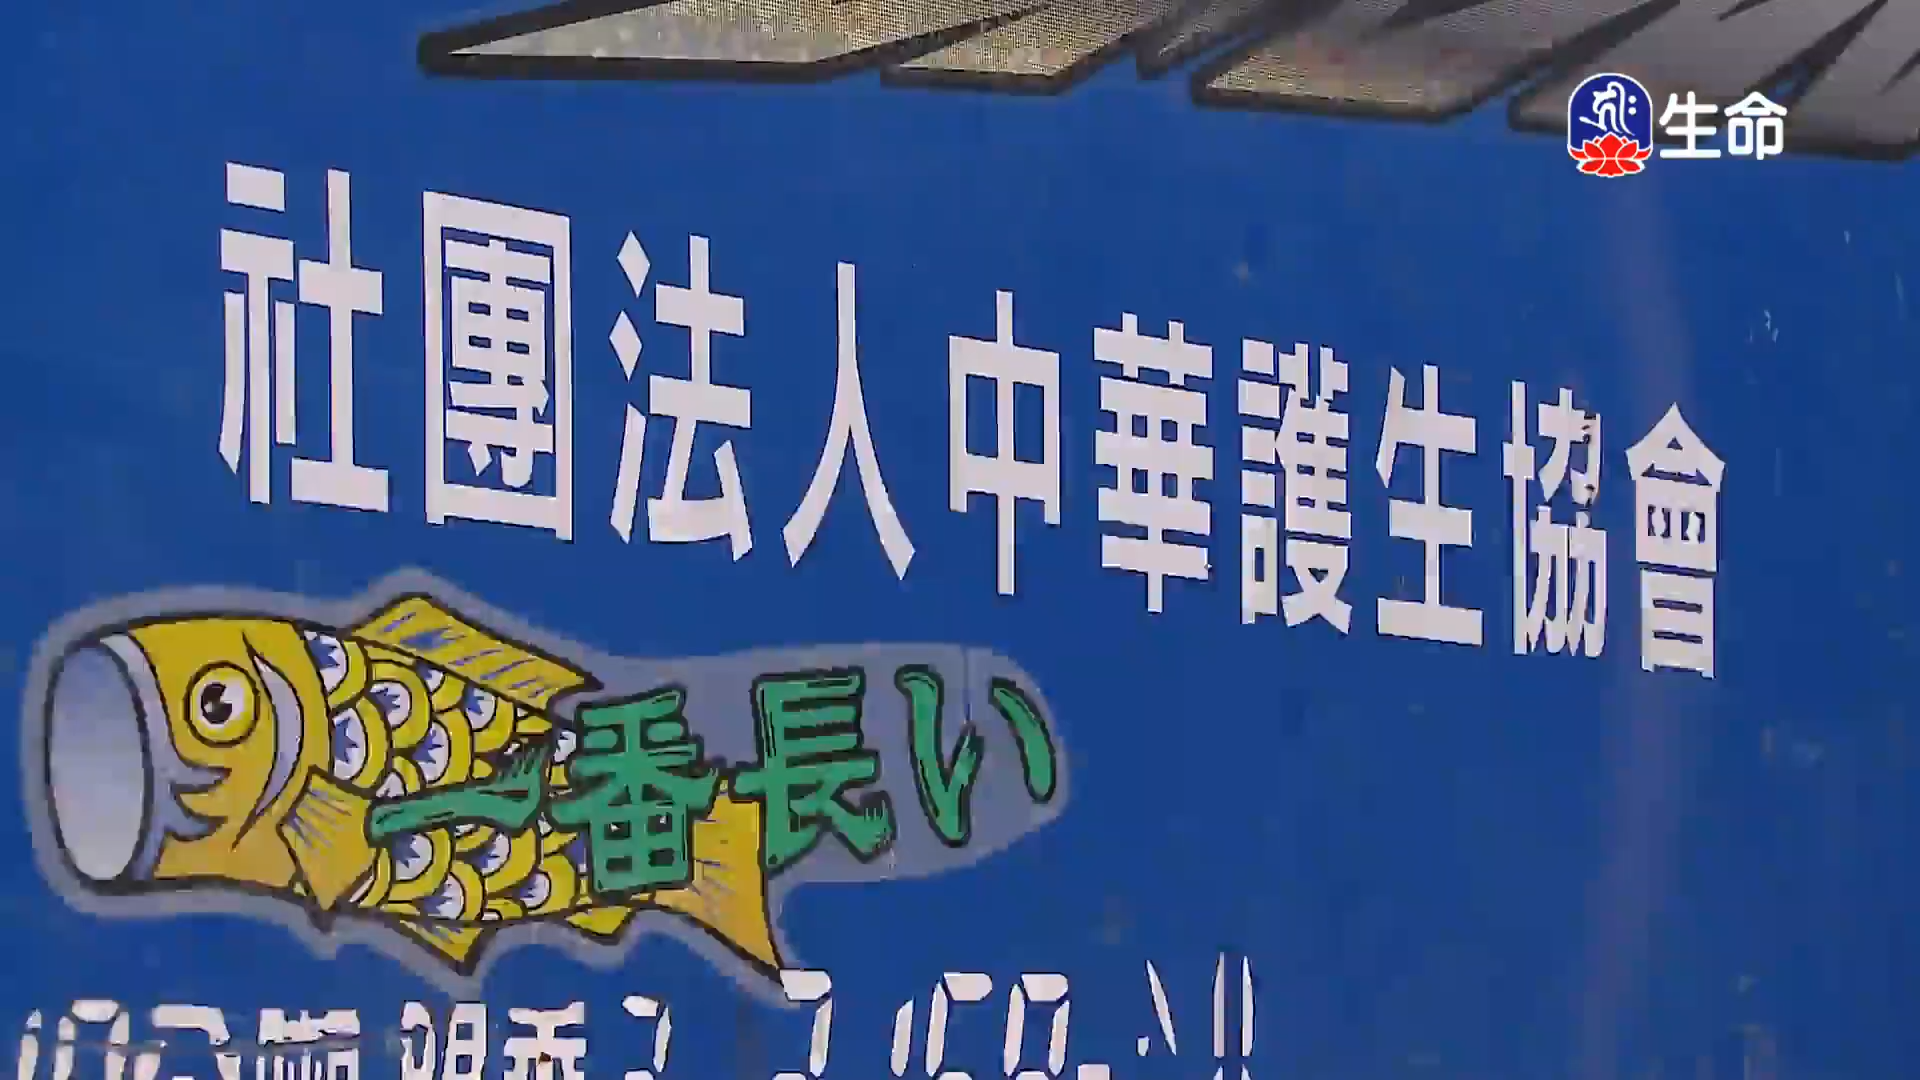 生命
社團法人中華護生協會
一番長い